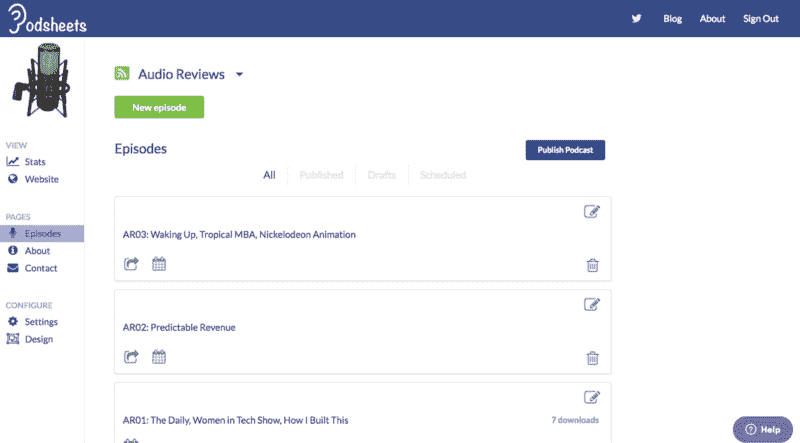 Podsheets
Blog
About
Sign Out
Audio Reviews
New episode
Episodes
Publish Podcast
All
Published
Drafts
Scheduled
VIEW
Stats
Website
PAGES
Episodes
About
Contact
CONFIGURE
Settings
Design
AR03: Waking Up, Tropical MBA, Nickelodeon Animation
AR02: Predictable Revenue
AR01: The Daily, Women in Tech Show, How I Built This
7 downloads
Help